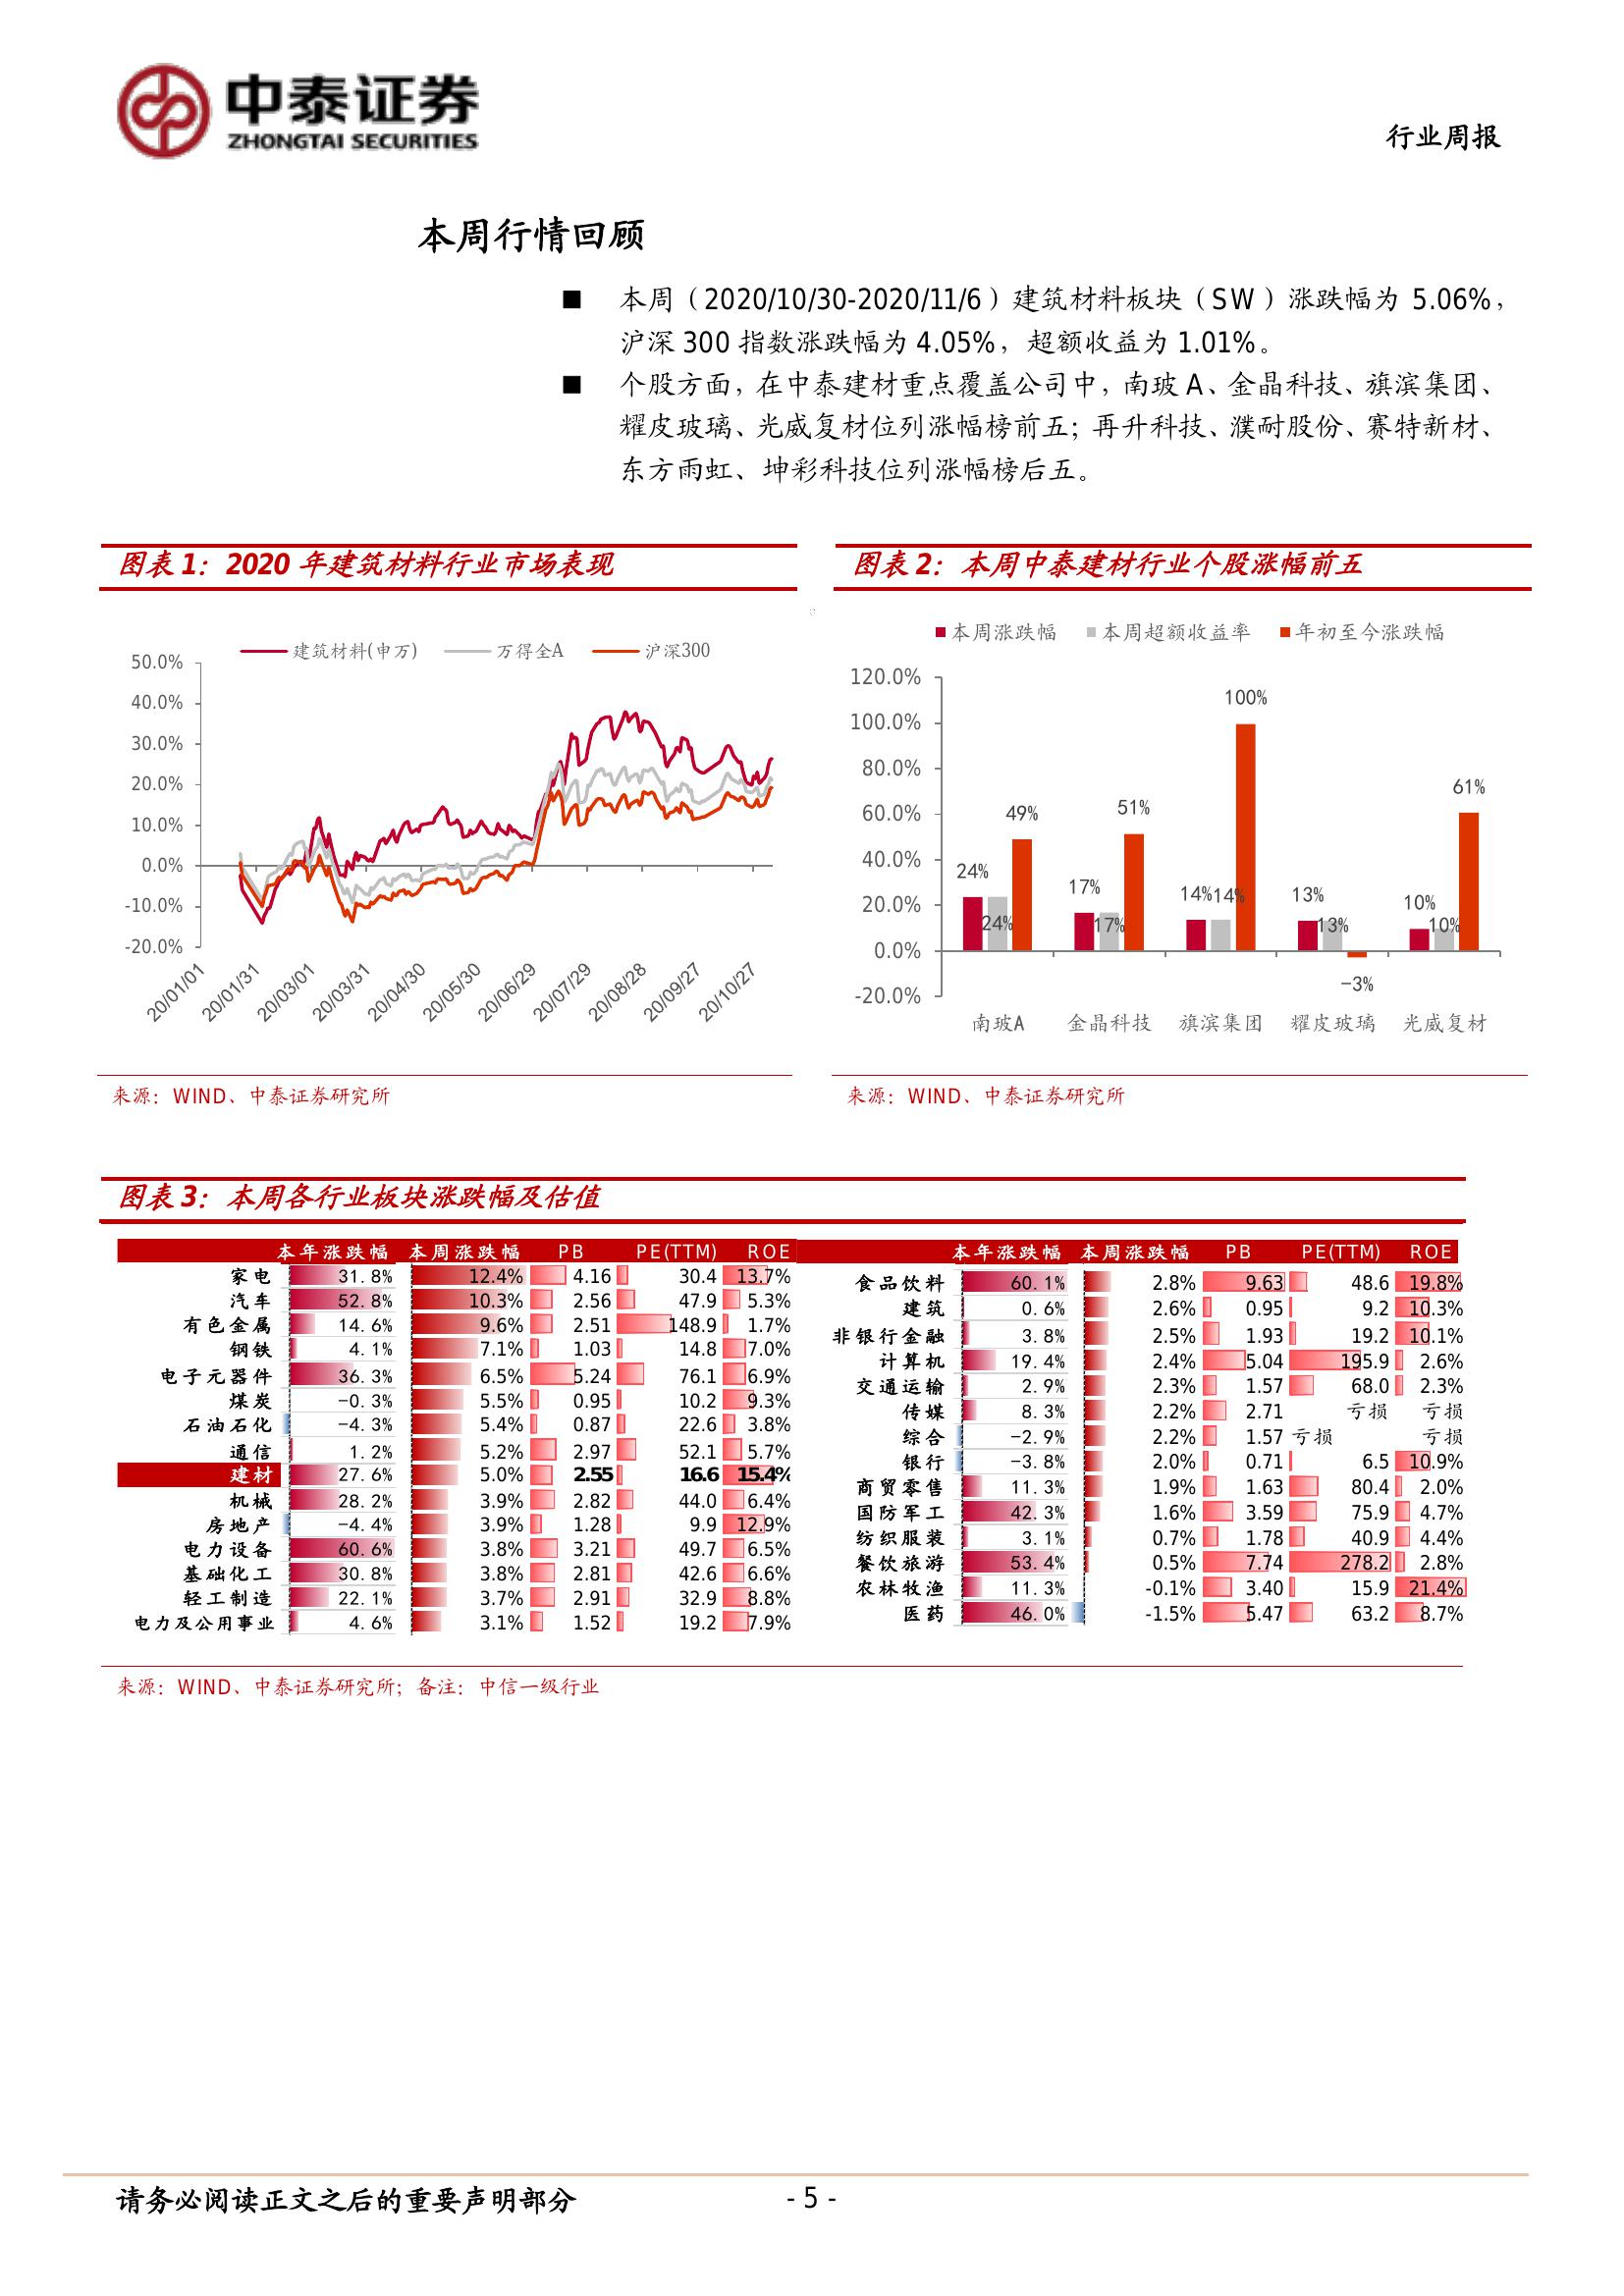 中泰证券
ZHONGTAI SECURITIES
行业周报
本周行情回顾
■ 本周（2020/10/30-2020/11/6）建筑材料板块（SW）涨跌幅为 5.06%，
沪深 300 指数涨跌幅为 4.05%，超额收益为 1.01%。
■ 个股方面，在中泰建材重点覆盖公司中，南玻 A、金晶科技、旗滨集团、
耀皮玻璃、光威复材位列涨幅榜前五；再升科技、濮耐股份、赛特新材、
东方雨虹、坤彩科技位列涨幅榜后五。
图表 1：2020 年建筑材料行业市场表现
建筑材料(申万) 万得全A 沪深300
50.0%
40.0%
30.0%
20.0%
10.0%
0.0%
-10.0%
-20.0%
20/01/01 20/01/31 20/03/01 20/03/31 20/04/30 20/05/30 20/06/29 20/07/29 20/08/28 20/09/27 20/10/27
来源：WIND、中泰证券研究所
图表 2：本周中泰建材行业个股涨幅前五
本周涨跌幅 本周超额收益率 年初至今涨跌幅
120.0%
100.0%
80.0%
60.0%
40.0%
20.0%
0.0%
-20.0%
24% 24% 49%
17% 17% 51%
14% 14% 100%
13% 13% -3%
10% 10% 61%
南玻A 金晶科技 旗滨集团 耀皮玻璃 光威复材
来源：WIND、中泰证券研究所
图表 3：本周各行业板块涨跌幅及估值
本年涨跌幅 本周涨跌幅 PB PE(TTM) ROE
家电 31.8% 12.4% 4.16 30.4 13.7%
汽车 52.8% 10.3% 2.56 47.9 5.3%
有色金属 14.6% 9.6% 2.51 148.9 1.7%
钢铁 4.1% 7.1% 1.03 14.8 7.0%
电子元器件 36.3% 6.5% 5.24 76.1 6.9%
煤炭 -0.3% 5.5% 0.95 10.2 9.3%
石油石化 -4.3% 5.4% 0.87 22.6 3.8%
通信 1.2% 5.2% 2.97 52.1 5.7%
建材 27.6% 5.0% 2.55 16.6 15.4%
机械 28.2% 3.9% 2.82 44.0 6.4%
房地产 -4.4% 3.9% 1.28 9.9 12.9%
电力设备 60.6% 3.8% 3.21 49.7 6.5%
基础化工 30.8% 3.8% 2.81 42.6 6.6%
轻工制造 22.1% 3.7% 2.91 32.9 8.8%
电力及公用事业 4.6% 3.1% 1.52 19.2 7.9%
本年涨跌幅 本周涨跌幅 PB PE(TTM) ROE
食品饮料 60.1% 2.8% 9.63 48.6 19.8%
建筑 0.6% 2.6% 0.95 9.2 10.3%
非银行金融 3.8% 2.5% 1.93 19.2 10.1%
计算机 19.4% 2.4% 5.04 195.9 2.6%
交通运输 2.9% 2.3% 1.57 68.0 2.3%
传媒 8.3% 2.2% 2.71 亏损 亏损
综合 -2.9% 2.2% 1.57 亏损 亏损
银行 -3.8% 2.0% 0.71 6.5 10.9%
商贸零售 11.3% 1.9% 1.63 80.4 2.0%
国防军工 42.3% 1.6% 3.59 75.9 4.7%
纺织服装 3.1% 0.7% 1.78 40.9 4.4%
餐饮旅游 53.4% 0.5% 7.74 278.2 2.8%
农林牧渔 11.3% -0.1% 3.40 15.9 21.4%
医药 46.0% -1.5% 5.47 63.2 8.7%
来源：WIND、中泰证券研究所；备注：中信一级行业
请务必阅读正文之后的重要声明部分
- 5 -